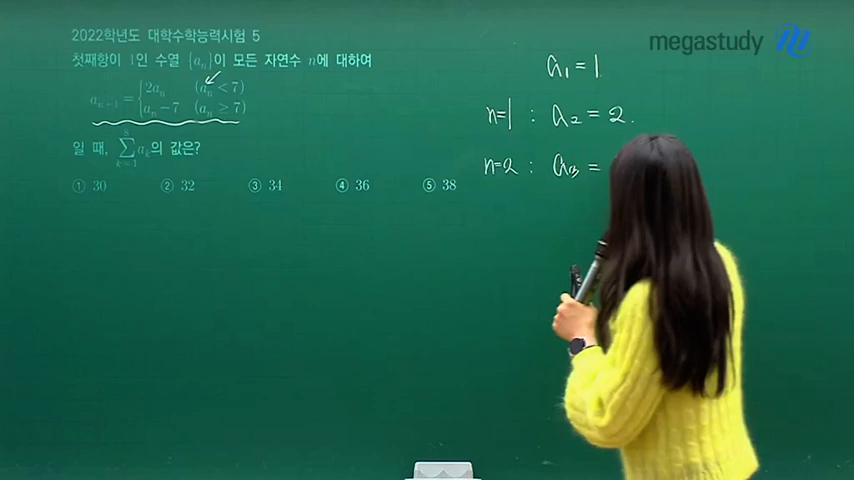 2022학년도 대학수학능력시험 5
첫째항이 1인 수열 {aₙ}이 모든 자연수 n에 대하여
aₙ₊₁ = { 2aₙ (aₙ < 7)
aₙ − 7 (aₙ ≥ 7)
일 때, ∑_{k=1}^{8} aₖ의 값은?
① 30 ② 32 ③ 34 ④ 36 ⑤ 38
megastudy
a₁ = 1
n=1 : a₂ = 2.
n=2 : a₃ =